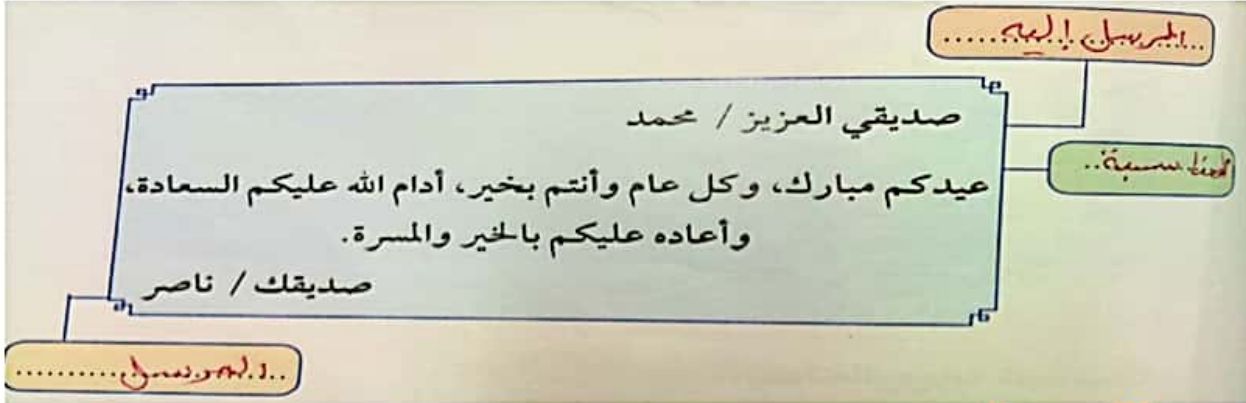 المرسل إليه
صديقي العزيز / محمد
المناسبة
عيدكم مبارك، وكل عام وأنتم بخير، أدام الله عليكم السعادة،
وأعاده عليكم بالخير والمسرة.
صديقك / ناصر
المرسل